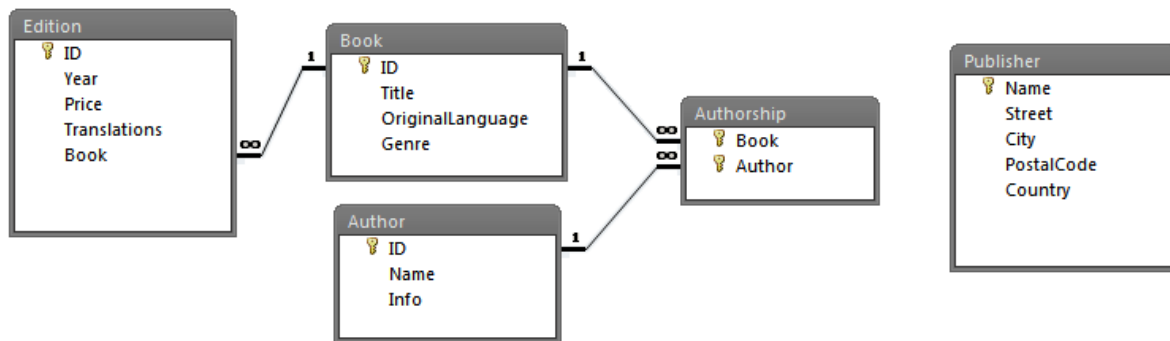 Edition
ID
Year
Price
Translations
Book
∞
1
Book
ID
Title
OriginalLanguage
Genre
1
∞
∞
Authorship
Book
Author
Author
ID
Name
Info
1
Publisher
Name
Street
City
PostalCode
Country